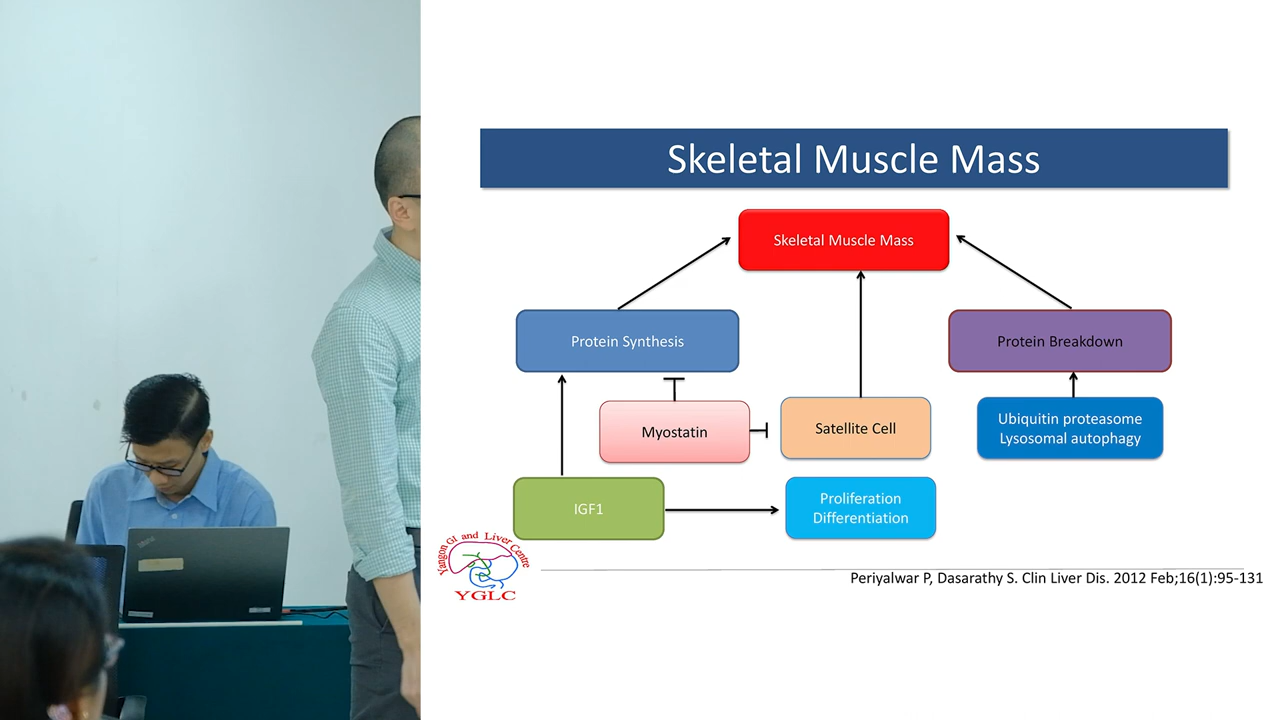 Skeletal Muscle Mass
Skeletal Muscle Mass
Protein Synthesis
Protein Breakdown
Myostatin
Satellite Cell
Ubiquitin proteasome
Lysosomal autophagy
IGF1
Proliferation
Differentiation
Yangon GI and Liver Centre
YGLC
Periyalwar P, Dasarathy S. Clin Liver Dis. 2012 Feb;16(1):95-131